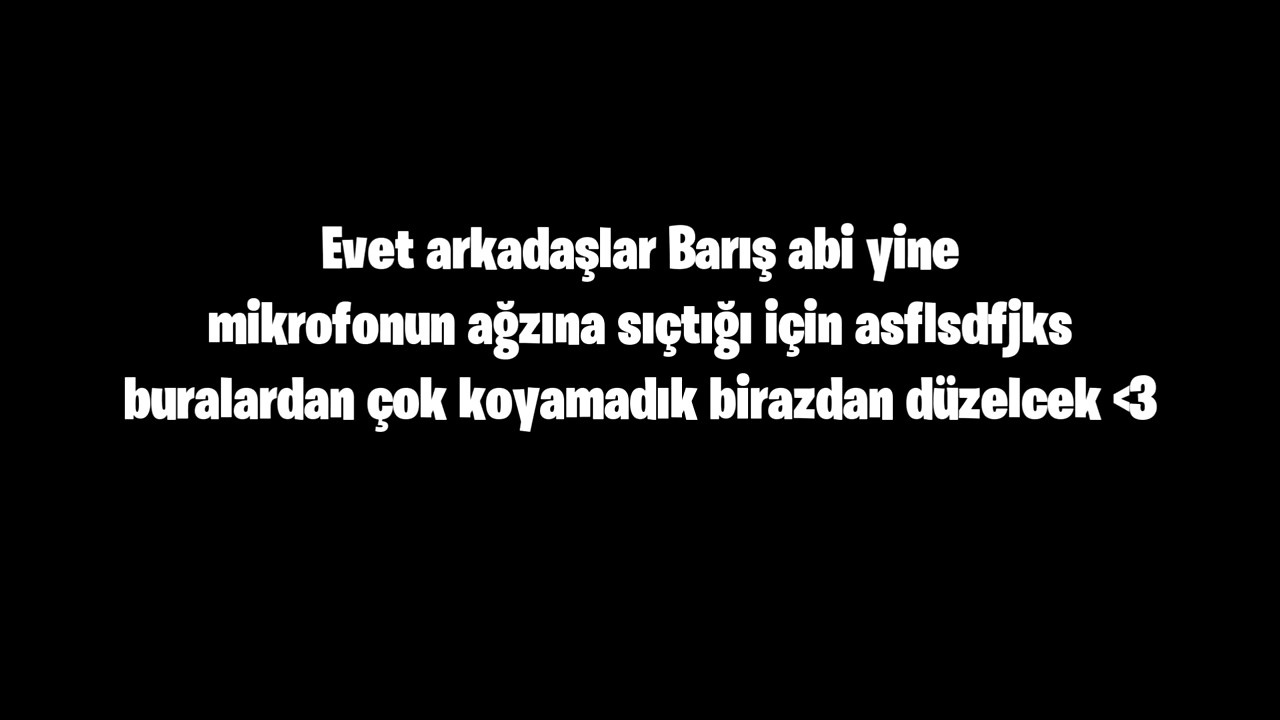 Evet arkadaşlar Barış abi yine
mikrofonun ağzına sıçtığı için asflsdfjks
buralardan çok koyamadık birazdan düzelcek <3